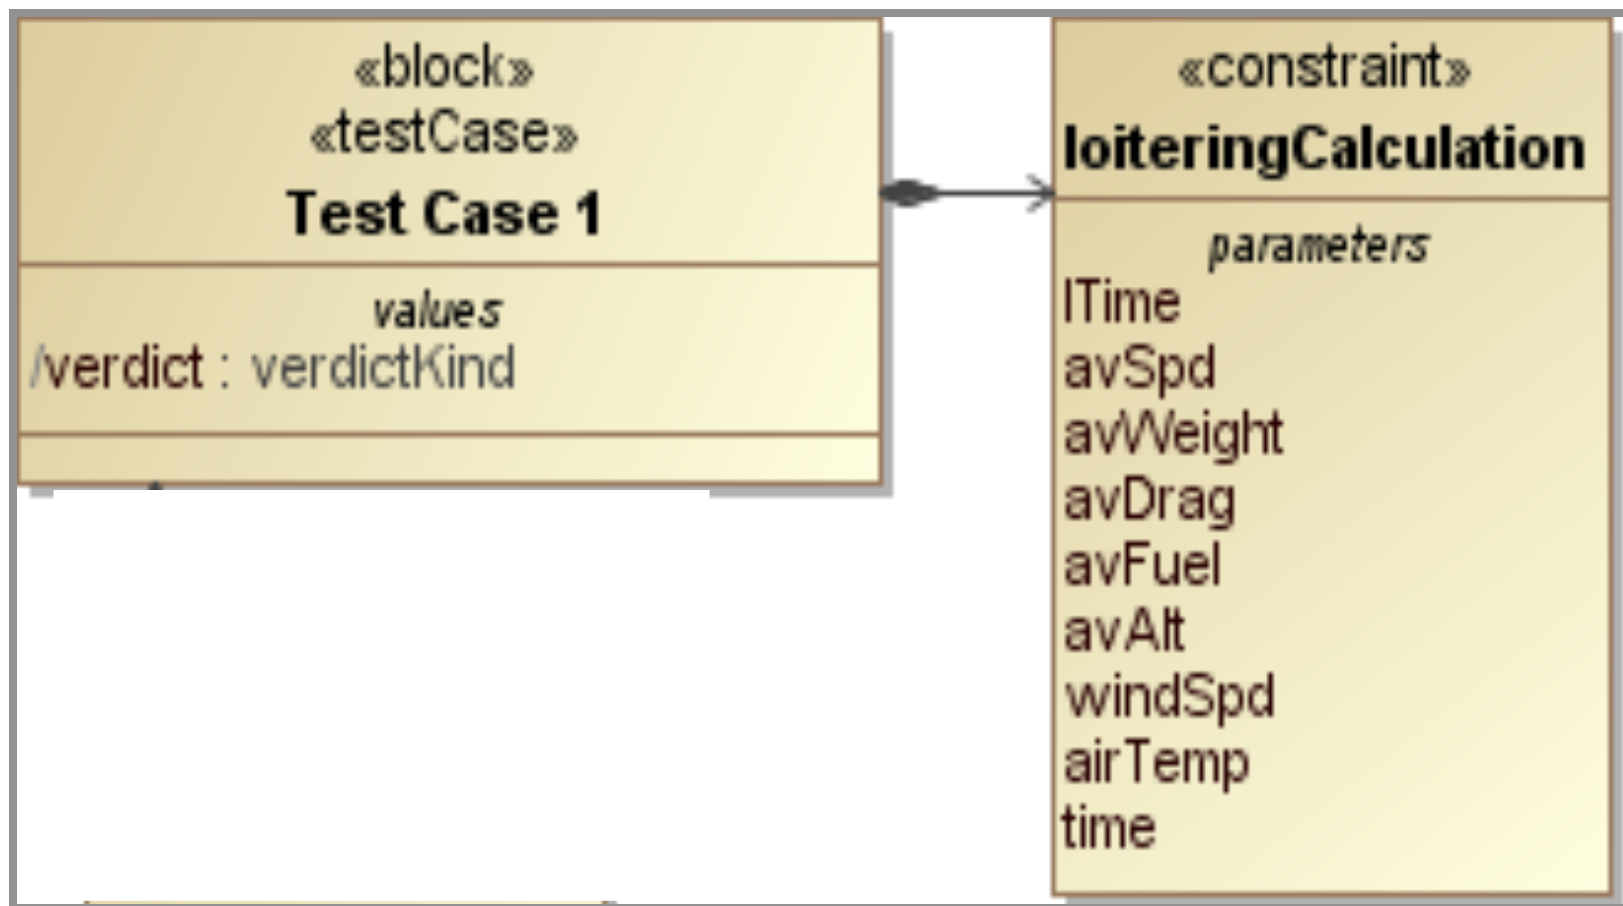 «block»
«testCase»
Test Case 1
values
/verdict : verdictKind
«constraint»
loiteringCalculation
parameters
lTime
avSpd
avWeight
avDrag
avFuel
avAlt
windSpd
airTemp
time